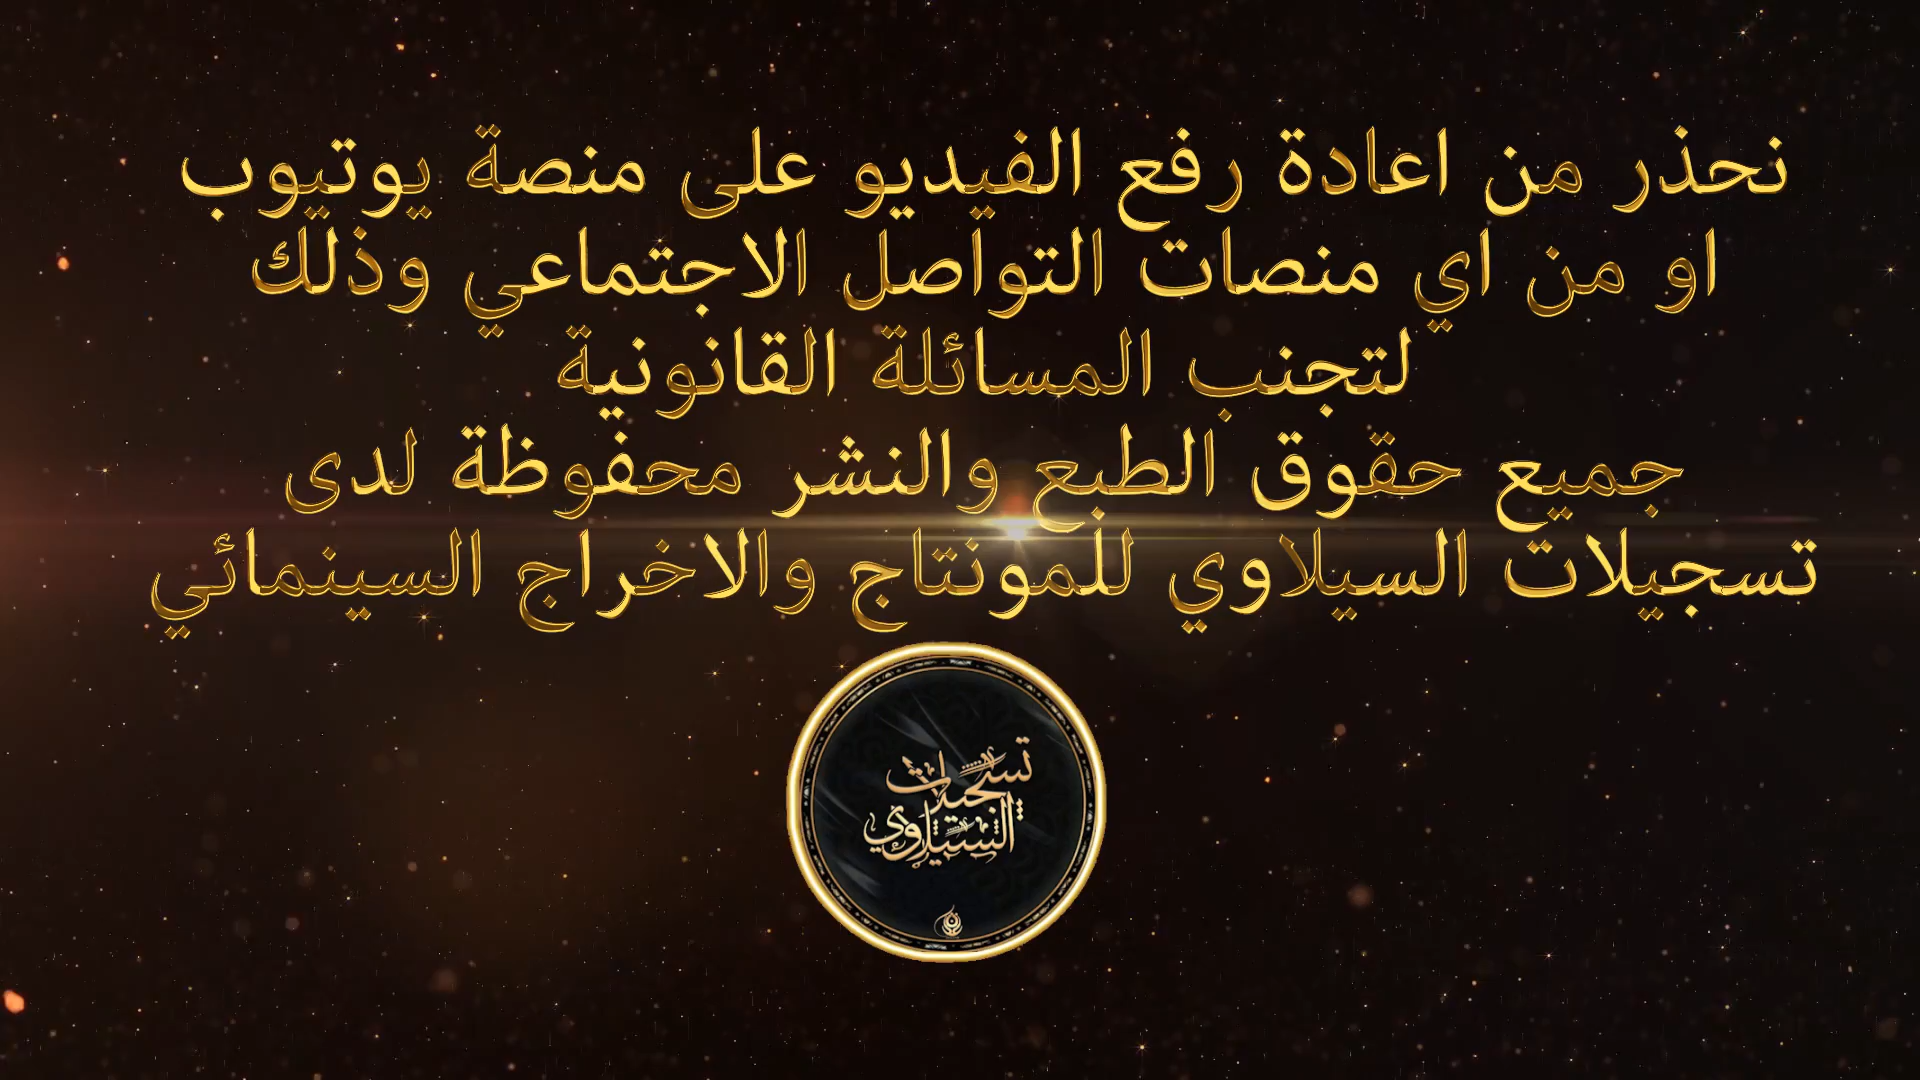 نحذر من اعادة رفع الفيديو على منصة يوتيوب
او من اي منصات التواصل الاجتماعي وذلك
لتجنب المسائلة القانونية
جميع حقوق الطبع والنشر محفوظة لدى
تسجيلات السيلاوي للمونتاج والاخراج السينمائي
تسجيلات
السيلاوي